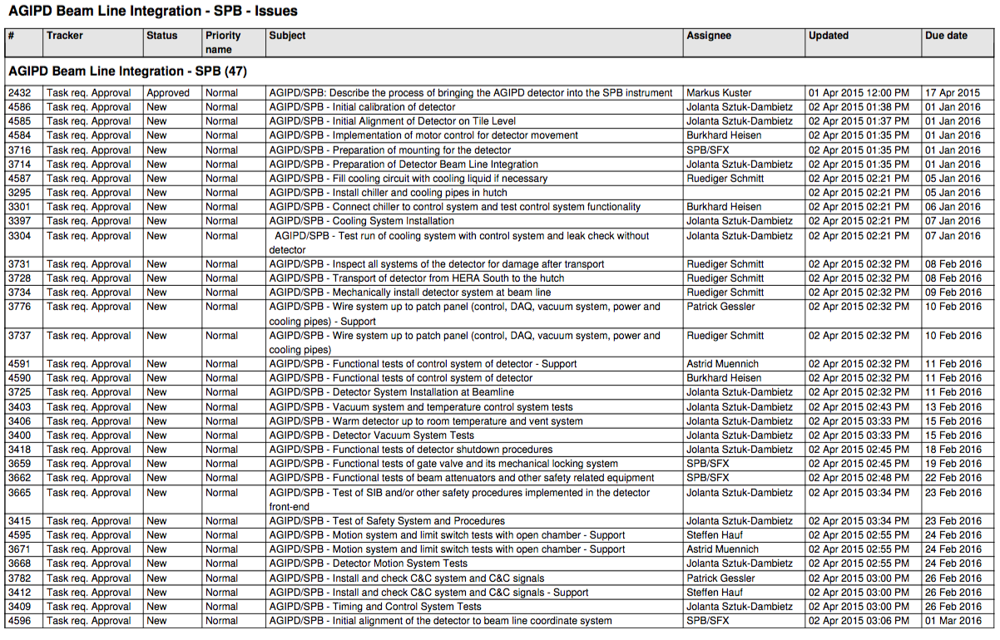 AGIPD Beam Line Integration - SPB - Issues
# Tracker Status Priority name Subject Assignee Updated Due date
AGIPD Beam Line Integration - SPB (47)
2432 Task req. Approval Approved Normal AGIPD/SPB: Describe the process of bringing the AGIPD detector into the SPB instrument Markus Kuster 01 Apr 2015 12:00 PM 17 Apr 2015
4586 Task req. Approval New Normal AGIPD/SPB - Initial calibration of detector Jolanta Sztuk-Dambietz 02 Apr 2015 01:38 PM 01 Jan 2016
4585 Task req. Approval New Normal AGIPD/SPB - Initial Alignment of Detector on Tile Level Jolanta Sztuk-Dambietz 02 Apr 2015 01:37 PM 01 Jan 2016
4584 Task req. Approval New Normal AGIPD/SPB - Implementation of motor control for detector movement Burkhard Heisen 02 Apr 2015 01:35 PM 01 Jan 2016
3716 Task req. Approval New Normal AGIPD/SPB - Preparation of mounting for the detector SPB/SFX 02 Apr 2015 01:35 PM 01 Jan 2016
3714 Task req. Approval New Normal AGIPD/SPB - Preparation of Detector Beam Line Integration Jolanta Sztuk-Dambietz 02 Apr 2015 01:35 PM 01 Jan 2016
4587 Task req. Approval New Normal AGIPD/SPB - Fill cooling circuit with cooling liquid if necessary Ruediger Schmitt 02 Apr 2015 02:21 PM 05 Jan 2016
3295 Task req. Approval New Normal AGIPD/SPB - Install chiller and cooling pipes in hutch 02 Apr 2015 02:21 PM 05 Jan 2016
3301 Task req. Approval New Normal AGIPD/SPB - Connect chiller to control system and test control system functionality Burkhard Heisen 02 Apr 2015 02:21 PM 06 Jan 2016
3397 Task req. Approval New Normal AGIPD/SPB - Cooling System Installation Jolanta Sztuk-Dambietz 02 Apr 2015 02:21 PM 07 Jan 2016
3304 Task req. Approval New Normal AGIPD/SPB - Test run of cooling system with control system and leak check without Jolanta Sztuk-Dambietz 02 Apr 2015 02:21 PM 07 Jan 2016
detector
3731 Task req. Approval New Normal AGIPD/SPB - Inspect all systems of the detector for damage after transport Ruediger Schmitt 02 Apr 2015 02:32 PM 08 Feb 2016
3728 Task req. Approval New Normal AGIPD/SPB - Transport of detector from HERA South to the hutch Ruediger Schmitt 02 Apr 2015 02:32 PM 08 Feb 2016
3734 Task req. Approval New Normal AGIPD/SPB - Mechanically install detector system at beam line Ruediger Schmitt 02 Apr 2015 02:32 PM 09 Feb 2016
3776 Task req. Approval New Normal AGIPD/SPB - Wire system up to patch panel (control, DAQ, vacuum system, power and Patrick Gessler 02 Apr 2015 02:32 PM 10 Feb 2016
cooling pipes) - Support
3737 Task req. Approval New Normal AGIPD/SPB - Wire system up to patch panel (control, DAQ, vacuum system, power and Ruediger Schmitt 02 Apr 2015 02:32 PM 10 Feb 2016
cooling pipes)
4591 Task req. Approval New Normal AGIPD/SPB - Functional tests of control system of detector - Support Astrid Muennich 02 Apr 2015 02:32 PM 11 Feb 2016
4590 Task req. Approval New Normal AGIPD/SPB - Functional tests of control system of detector Burkhard Heisen 02 Apr 2015 02:32 PM 11 Feb 2016
3725 Task req. Approval New Normal AGIPD/SPB - Detector System Installation at Beamline Jolanta Sztuk-Dambietz 02 Apr 2015 02:32 PM 11 Feb 2016
3403 Task req. Approval New Normal AGIPD/SPB - Vacuum system and temperature control system tests Jolanta Sztuk-Dambietz 02 Apr 2015 02:43 PM 13 Feb 2016
3406 Task req. Approval New Normal AGIPD/SPB - Warm detector up to room temperature and vent system Jolanta Sztuk-Dambietz 02 Apr 2015 03:33 PM 15 Feb 2016
3400 Task req. Approval New Normal AGIPD/SPB - Detector Vacuum System Tests Jolanta Sztuk-Dambietz 02 Apr 2015 03:33 PM 15 Feb 2016
3418 Task req. Approval New Normal AGIPD/SPB - Functional tests of detector shutdown procedures Jolanta Sztuk-Dambietz 02 Apr 2015 02:45 PM 18 Feb 2016
3659 Task req. Approval New Normal AGIPD/SPB - Functional tests of gate valve and its mechanical locking system SPB/SFX 02 Apr 2015 02:45 PM 19 Feb 2016
3662 Task req. Approval New Normal AGIPD/SPB - Functional tests of beam attenuators and other safety related equipment SPB/SFX 02 Apr 2015 02:48 PM 22 Feb 2016
3665 Task req. Approval New Normal AGIPD/SPB - Test of SIB and/or other safety procedures implemented in the detector Jolanta Sztuk-Dambietz 02 Apr 2015 03:34 PM 23 Feb 2016
front-end
3415 Task req. Approval New Normal AGIPD/SPB - Test of Safety System and Procedures Jolanta Sztuk-Dambietz 02 Apr 2015 03:34 PM 23 Feb 2016
4595 Task req. Approval New Normal AGIPD/SPB - Motion system and limit switch tests with open chamber - Support Steffen Hauf 02 Apr 2015 02:55 PM 24 Feb 2016
3671 Task req. Approval New Normal AGIPD/SPB - Motion system and limit switch tests with open chamber - Support Astrid Muennich 02 Apr 2015 02:55 PM 24 Feb 2016
3668 Task req. Approval New Normal AGIPD/SPB - Detector Motion System Tests Jolanta Sztuk-Dambietz 02 Apr 2015 02:55 PM 24 Feb 2016
3782 Task req. Approval New Normal AGIPD/SPB - Install and check C&C system and C&C signals Patrick Gessler 02 Apr 2015 03:00 PM 26 Feb 2016
3412 Task req. Approval New Normal AGIPD/SPB - Install and check C&C system and C&C signals - Support Steffen Hauf 02 Apr 2015 03:00 PM 26 Feb 2016
3409 Task req. Approval New Normal AGIPD/SPB - Timing and Control System Tests Jolanta Sztuk-Dambietz 02 Apr 2015 03:00 PM 26 Feb 2016
4596 Task req. Approval New Normal AGIPD/SPB - Initial alignment of the detector to beam line coordinate system SPB/SFX 02 Apr 2015 03:06 PM 01 Mar 2016